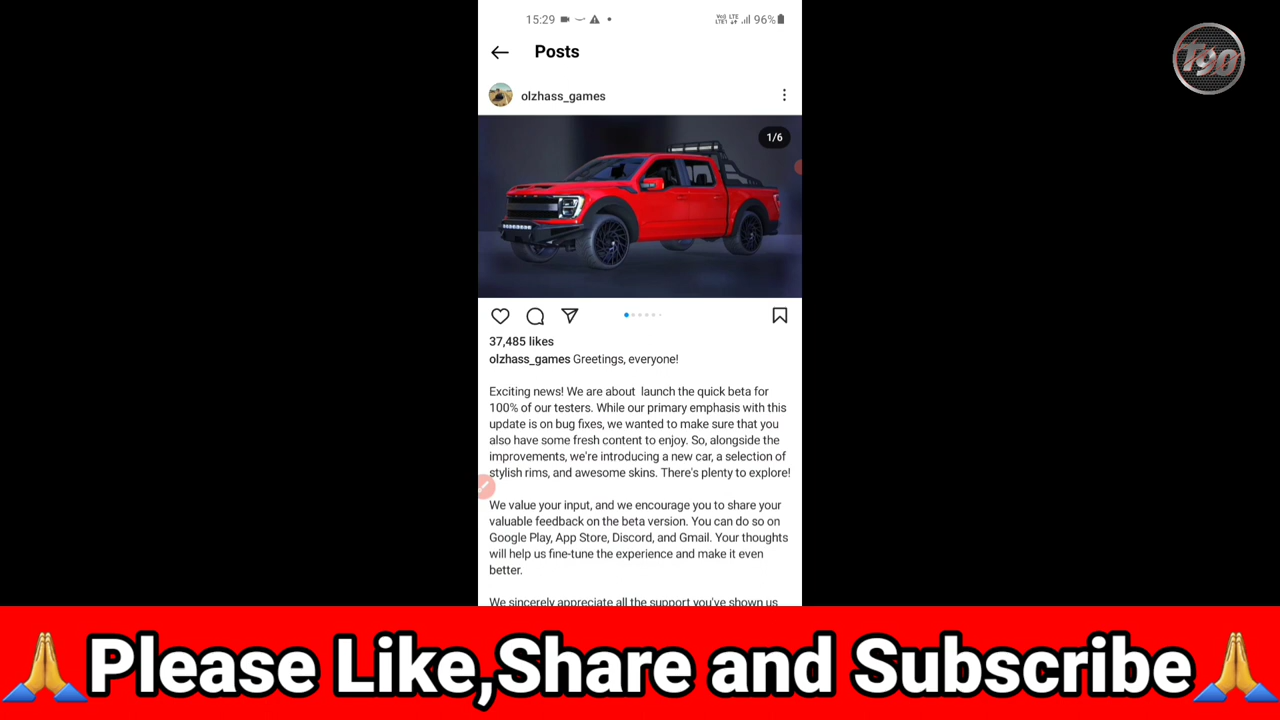 15:29
Vo)) LTE
LTE1
96%
T90
Posts
olzhass_games
1/6
37,485 likes
olzhass_games Greetings, everyone!
Exciting news! We are about  launch the quick beta for
100% of our testers. While our primary emphasis with this
update is on bug fixes, we wanted to make sure that you
also have some fresh content to enjoy. So, alongside the
improvements, we're introducing a new car, a selection of
stylish rims, and awesome skins. There's plenty to explore!
We value your input, and we encourage you to share your
valuable feedback on the beta version. You can do so on
Google Play, App Store, Discord, and Gmail. Your thoughts
will help us fine-tune the experience and make it even
better.
We sincerely appreciate all the support you've shown us
🙏Please Like,Share and Subscribe🙏